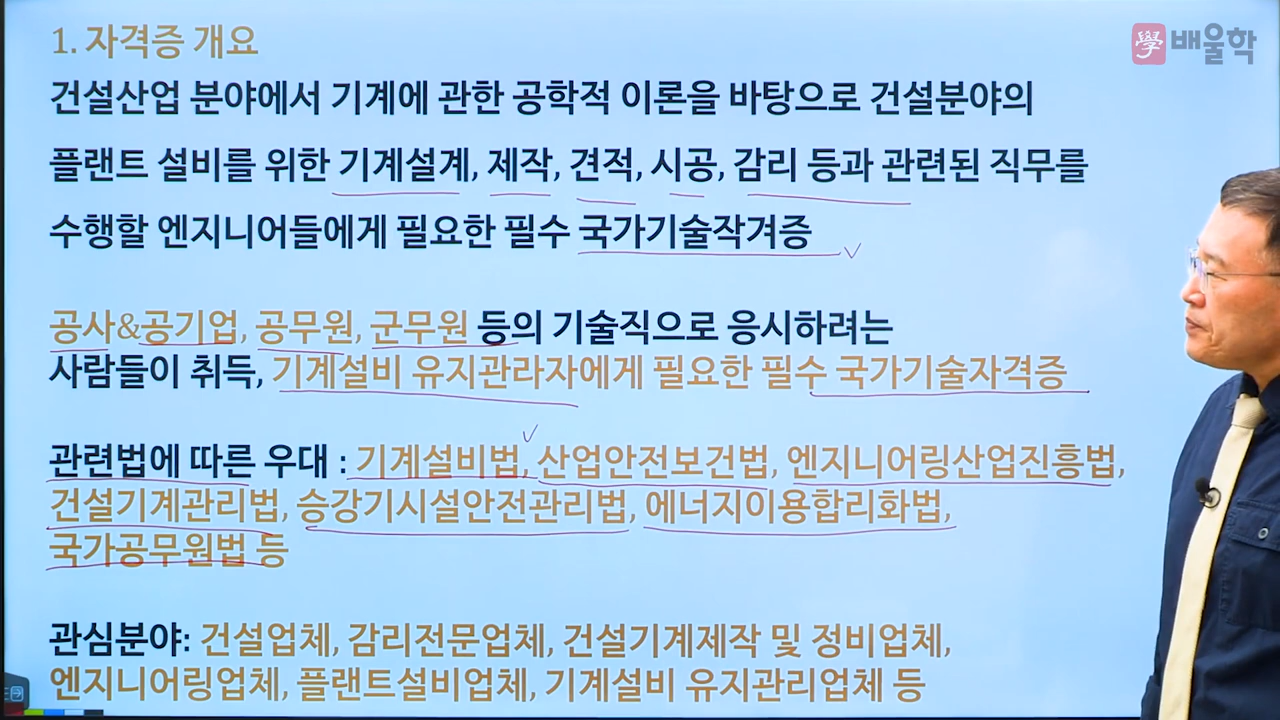 1. 자격증 개요
學 배울학
건설산업 분야에서 기계에 관한 공학적 이론을 바탕으로 건설분야의
플랜트 설비를 위한 기계설계, 제작, 견적, 시공, 감리 등과 관련된 직무를
수행할 엔지니어들에게 필요한 필수 국가기술작겨증
공사&공기업, 공무원, 군무원 등의 기술직으로 응시하려는
사람들이 취득, 기계설비 유지관라자에게 필요한 필수 국가기술자격증
관련법에 따른 우대 : 기계설비법, 산업안전보건법, 엔지니어링산업진흥법,
건설기계관리법, 승강기시설안전관리법, 에너지이용합리화법,
국가공무원법 등
관심분야: 건설업체, 감리전문업체, 건설기계제작 및 정비업체,
엔지니어링업체, 플랜트설비업체, 기계설비 유지관리업체 등